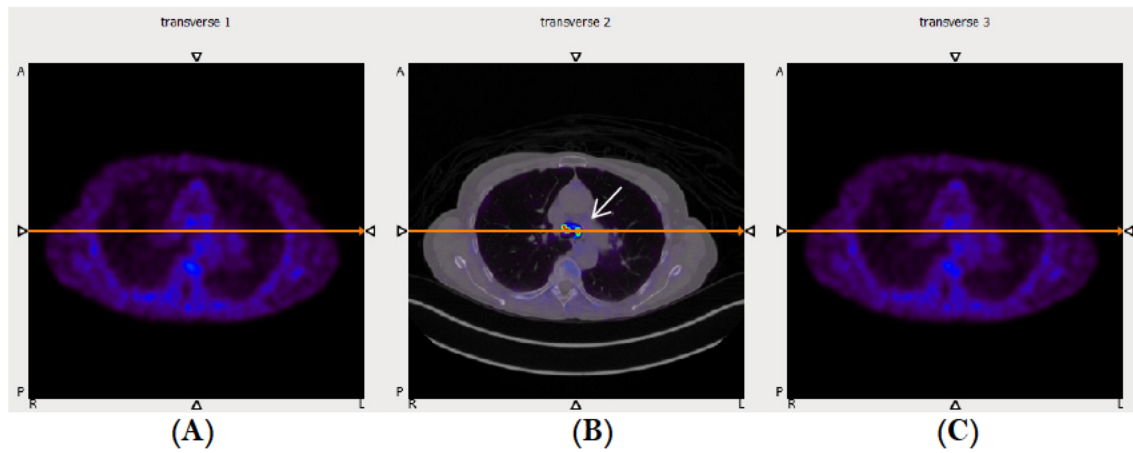 transverse 1 transverse 2 transverse 3
A A A
P P P
R L R L R L
(A) (B) (C)